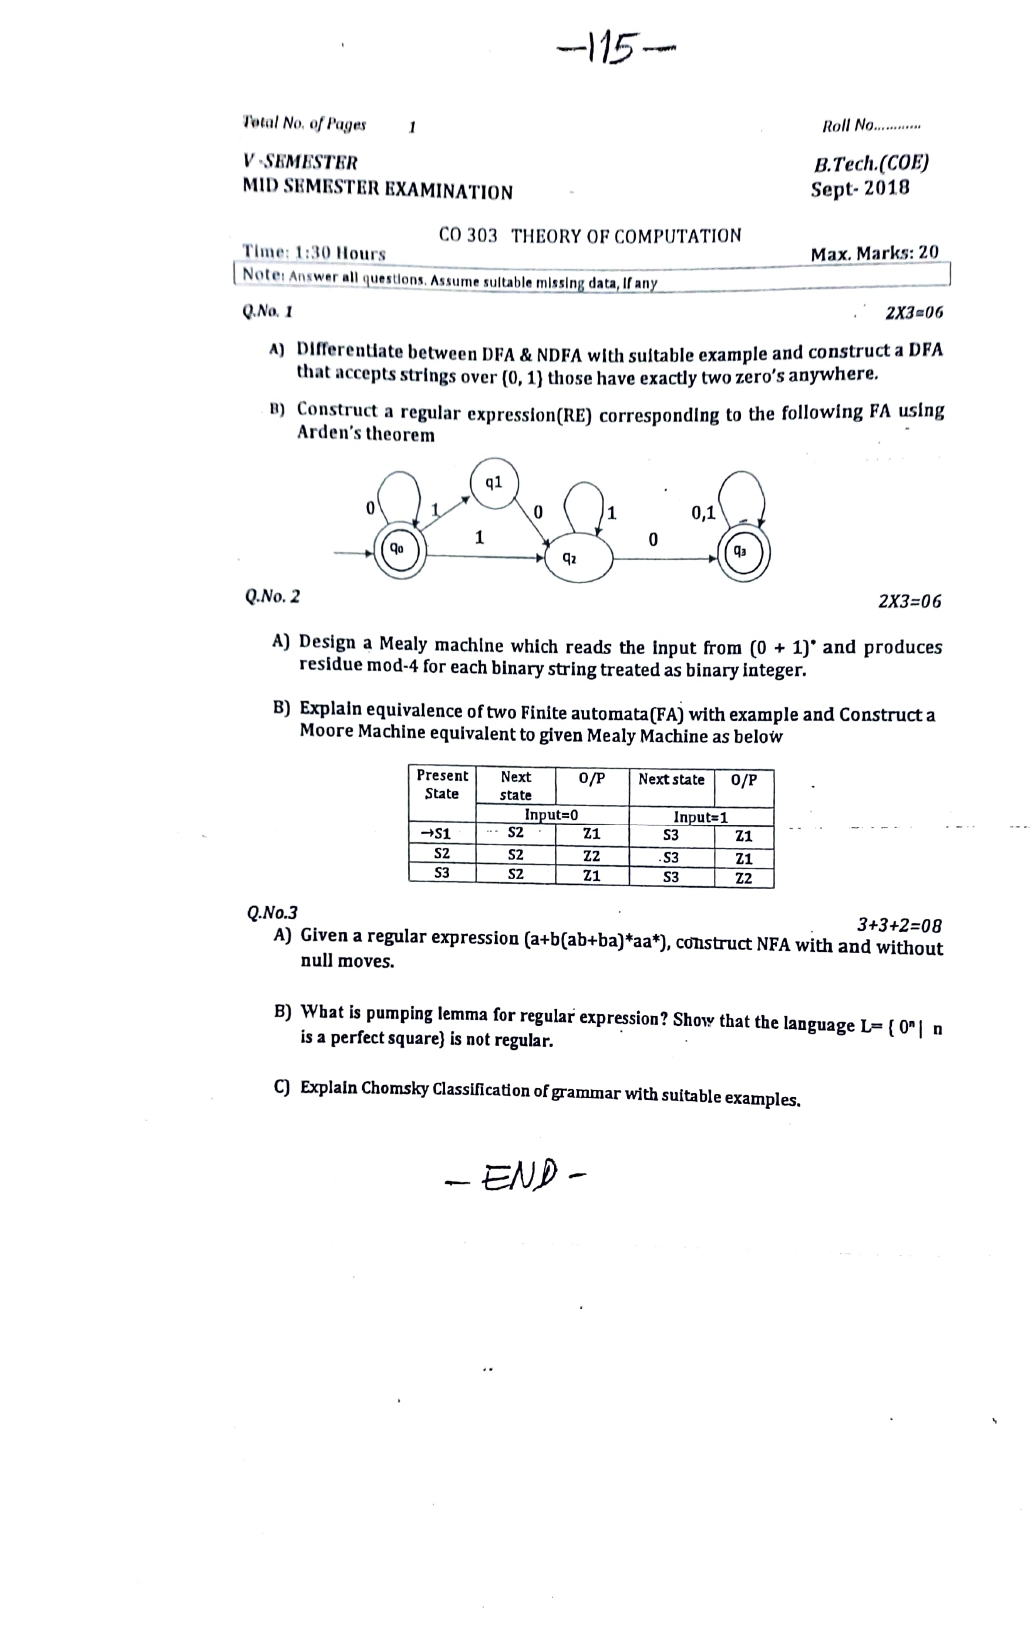 -115-
Total No. of Pages 1 Roll No............
V -SEMESTER B.Tech.(COE)
MID SEMESTER EXAMINATION Sept- 2018
CO 303 THEORY OF COMPUTATION
Time: 1:30 Hours Max. Marks: 20
Note: Answer all questions. Assume suitable missing data, if any
Q.No. 1 2X3=06
A) Differentiate between DFA & NDFA with suitable example and construct a DFA
that accepts strings over {0, 1} those have exactly two zero's anywhere.
B) Construct a regular expression(RE) corresponding to the following FA using
Arden's theorem
q1
0 1 0 1 0,1
1 0
q0 q2 q3
Q.No. 2 2X3=06
A) Design a Mealy machine which reads the input from (0 + 1)* and produces
residue mod-4 for each binary string treated as binary integer.
B) Explain equivalence of two Finite automata(FA) with example and Construct a
Moore Machine equivalent to given Mealy Machine as below
Present Next O/P Next state O/P
State state
Input=0 Input=1
→S1 S2 Z1 S3 Z1
S2 S2 Z2 S3 Z1
S3 S2 Z1 S3 Z2
Q.No.3 3+3+2=08
A) Given a regular expression (a+b(ab+ba)*aa*), construct NFA with and without
null moves.
B) What is pumping lemma for regular expression? Show that the language L= { 0ⁿ | n
is a perfect square} is not regular.
C) Explain Chomsky Classification of grammar with suitable examples.
- END -